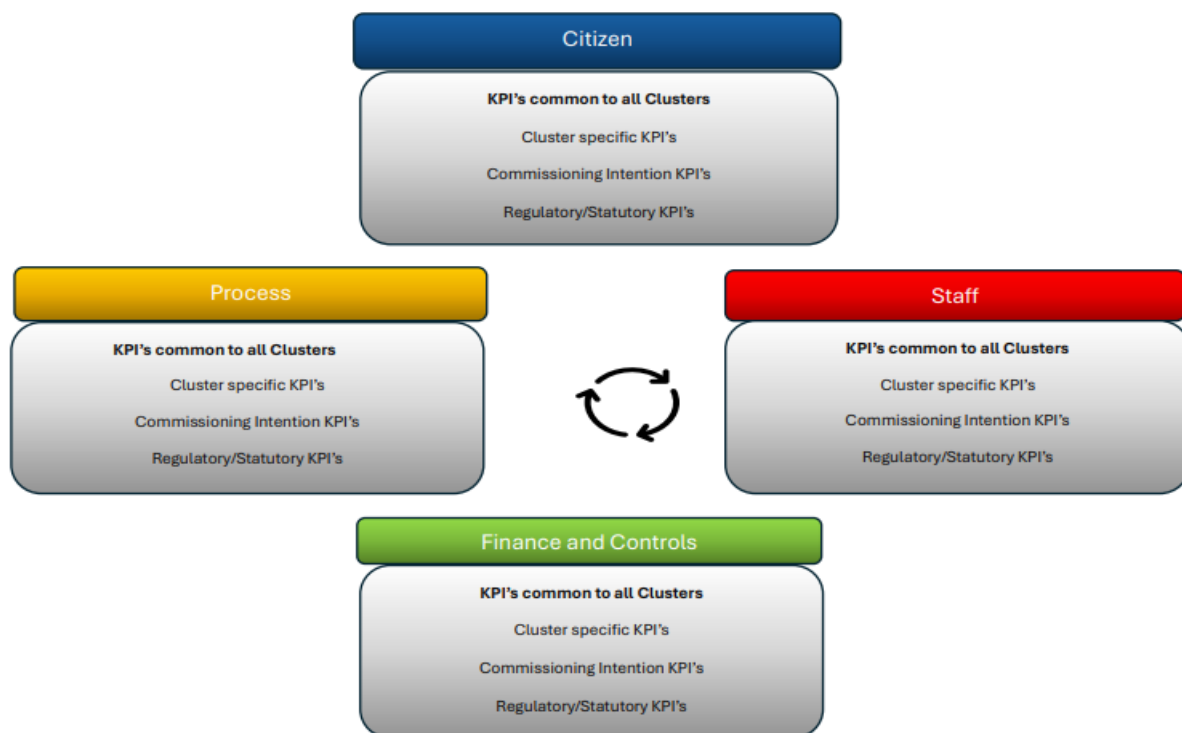 Citizen
KPI’s common to all Clusters
Cluster specific KPI’s
Commissioning Intention KPI’s
Regulatory/Statutory KPI’s
Process
KPI’s common to all Clusters
Cluster specific KPI’s
Commissioning Intention KPI’s
Regulatory/Statutory KPI’s
Staff
KPI’s common to all Clusters
Cluster specific KPI’s
Commissioning Intention KPI’s
Regulatory/Statutory KPI’s
Finance and Controls
KPI’s common to all Clusters
Cluster specific KPI’s
Commissioning Intention KPI’s
Regulatory/Statutory KPI’s